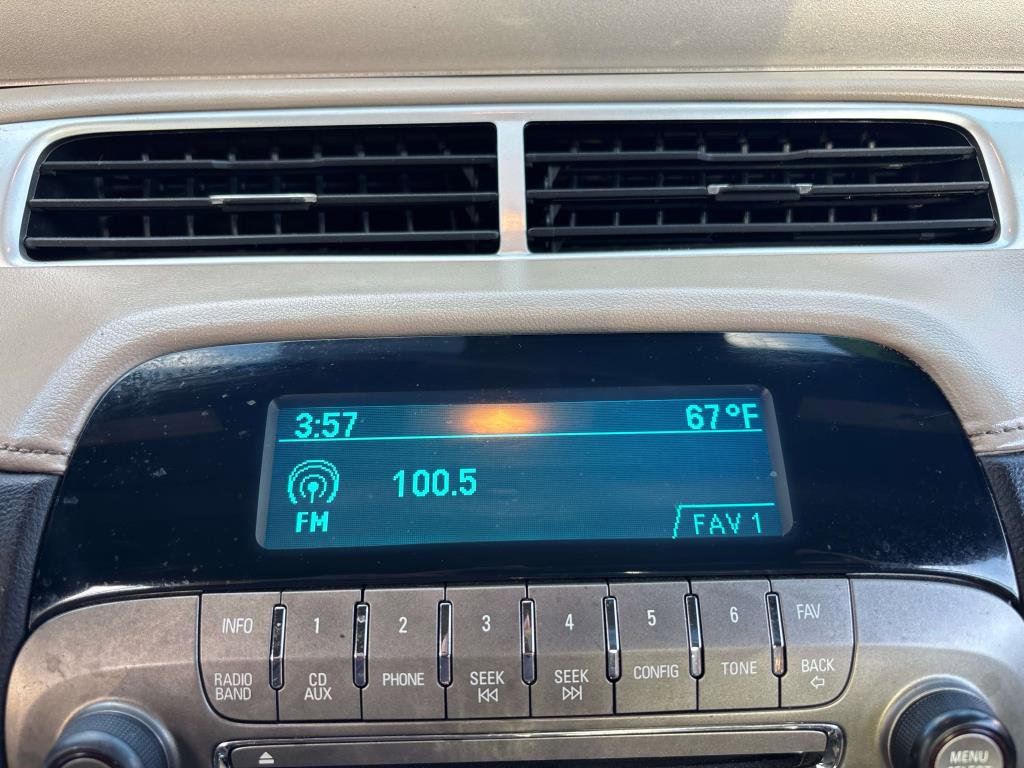 3:57 67°F
100.5
FM
FAV 1
INFO 1 2 3 4 5 6 FAV
RADIO BAND CD AUX PHONE SEEK SEEK CONFIG TONE BACK
MENU
SELECT